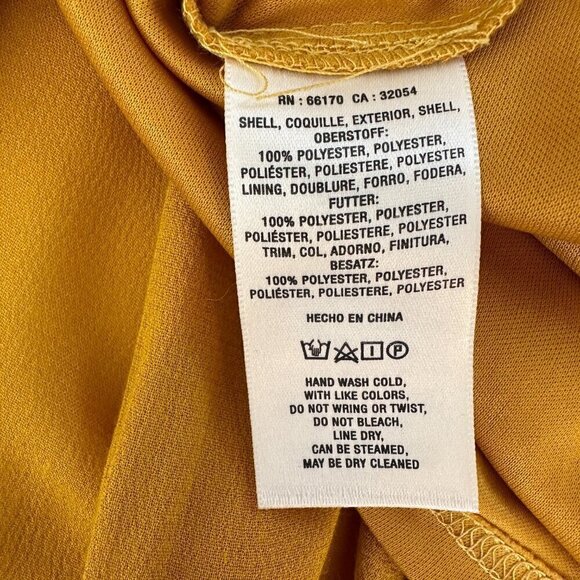 RN : 66170 CA : 32054
SHELL, COQUILLE, EXTERIOR, SHELL,
OBERSTOFF:
100% POLYESTER, POLYESTER,
POLIÉSTER, POLIESTERE, POLYESTER
LINING, DOUBLURE, FORRO, FODERA,
FUTTER:
100% POLYESTER, POLYESTER,
POLIÉSTER, POLIESTERE, POLYESTER
TRIM, COL, ADORNO, FINITURA,
BESATZ:
100% POLYESTER, POLYESTER,
POLIÉSTER, POLIESTERE, POLYESTER
HECHO EN CHINA
P
HAND WASH COLD,
WITH LIKE COLORS,
DO NOT WRING OR TWIST,
DO NOT BLEACH,
LINE DRY,
CAN BE STEAMED,
MAY BE DRY CLEANED